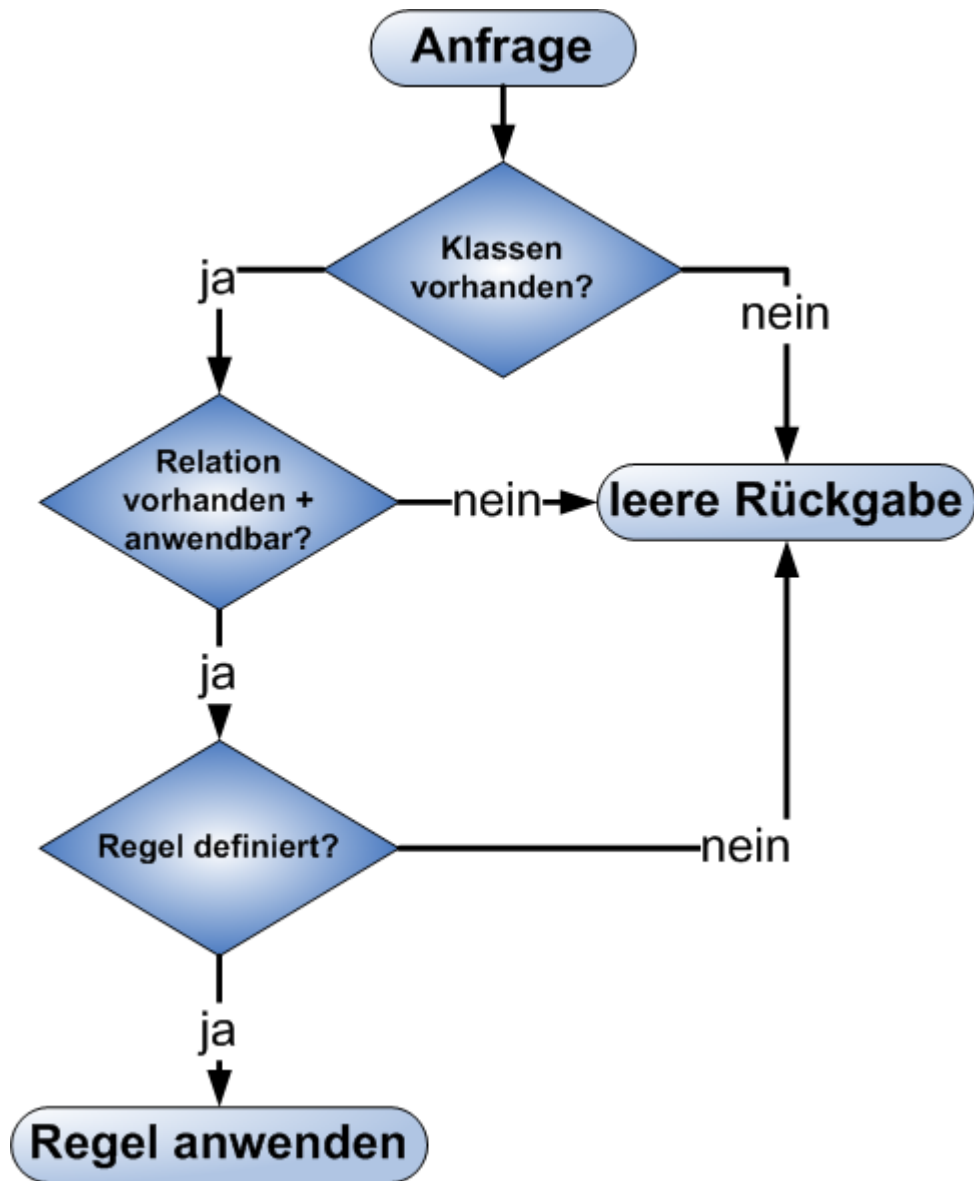 Anfrage
Klassen
vorhanden?
ja
nein
Relation
vorhanden +
anwendbar?
nein
leere Rückgabe
ja
Regel definiert?
nein
ja
Regel anwenden